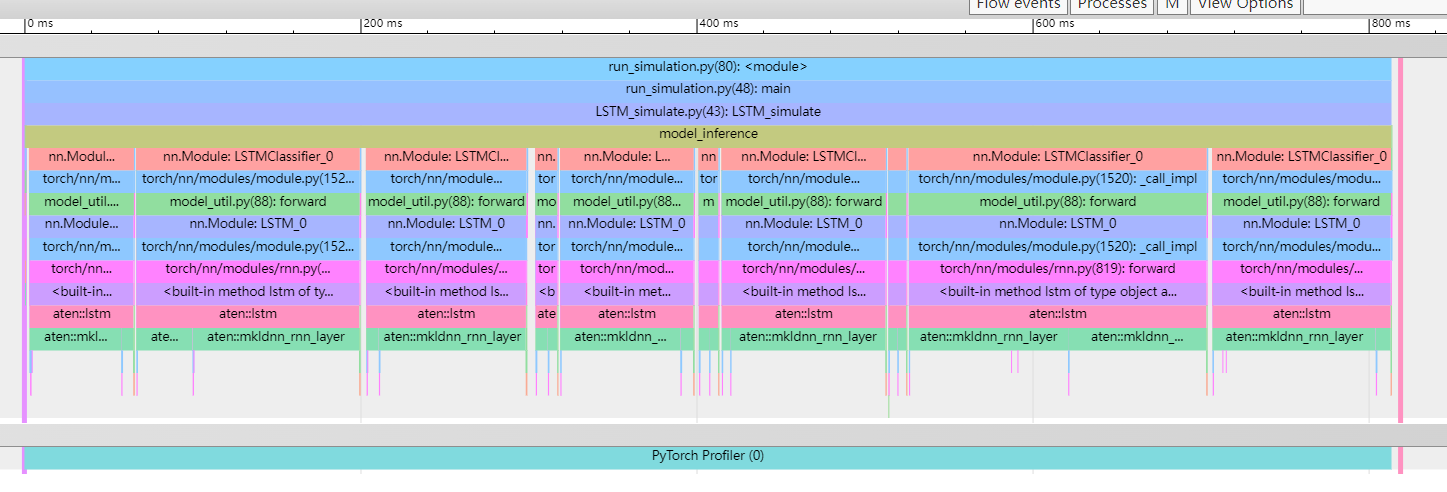 Flow events Processes M View Options
0 ms 200 ms 400 ms 600 ms 800 ms
run_simulation.py(80): <module>
run_simulation.py(48): main
LSTM_simulate.py(43): LSTM_simulate
model_inference
nn.Modul... nn.Module: LSTMClassifier_0 nn.Module: LSTMCl... nn. nn.Module: L... nn nn.Module: LSTMCl... nn.Module: LSTMClassifier_0 nn.Module: LSTMClassifier_0
torch/nn/m... torch/nn/modules/module.py(152... torch/nn/module... tor torch/nn/module... tor torch/nn/module... torch/nn/modules/module.py(1520): _call_impl torch/nn/modules/modu...
model_util.... model_util.py(88): forward model_util.py(88): forward mo model_util.py(88... m model_util.py(88): forward model_util.py(88): forward model_util.py(88): forward
nn.Module... nn.Module: LSTM_0 nn.Module: LSTM_0 nn. nn.Module: LSTM_0 nn.Module: LSTM_0 nn.Module: LSTM_0 nn.Module: LSTM_0
torch/nn/m... torch/nn/modules/module.py(152... torch/nn/module... tor torch/nn/module... torch/nn/module... torch/nn/modules/module.py(1520): _call_impl torch/nn/modules/modu...
torch/nn... torch/nn/modules/rnn.py(... torch/nn/modules/... tor torch/nn/mod... torch/nn/modules/... torch/nn/modules/rnn.py(819): forward torch/nn/modules/...
<built-in... <built-in method lstm of ty... <built-in method ls... <b <built-in met... <built-in method ls... <built-in method lstm of type object a... <built-in method ls...
aten::lstm aten::lstm aten::lstm ate aten::lstm aten::lstm aten::lstm aten::lstm
aten::mkl... ate... aten::mkldnn_rnn_layer aten::mkldnn_rnn_layer aten::mkldnn_... aten::mkldnn_rnn_layer aten::mkldnn_rnn_layer aten::mkldnn_... aten::mkldnn_rnn_layer
PyTorch Profiler (0)